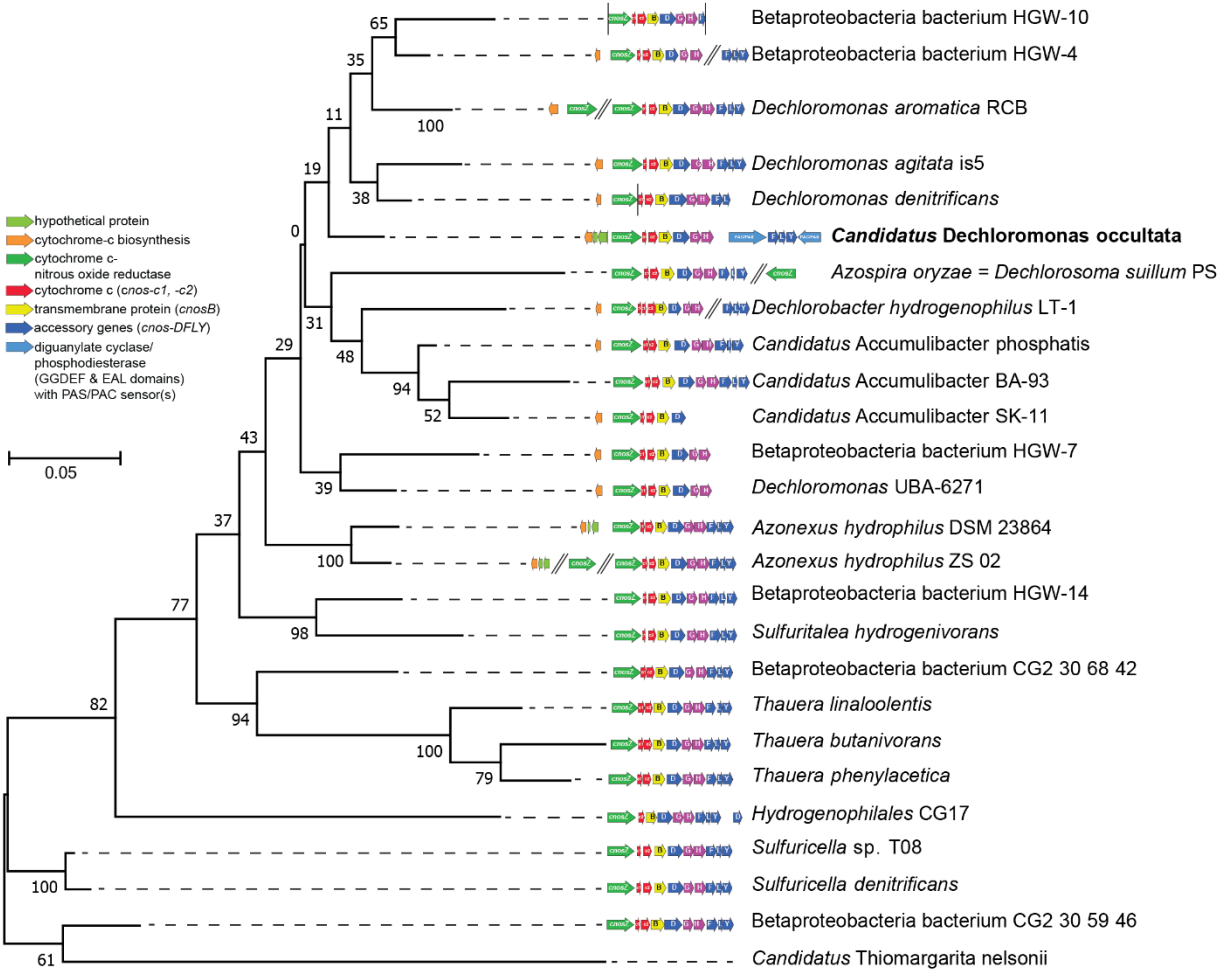 Betaproteobacteria bacterium HGW-10
65
Betaproteobacteria bacterium HGW-4
35
Dechloromonas aromatica RCB
100
11
Dechloromonas agitata is5
19
38
Dechloromonas denitrificans
0
Candidatus Dechloromonas occultata
hypothetical protein
cytochrome-c biosynthesis
cytochrome c-
nitrous oxide reductase
cytochrome c (cnos-c1, -c2)
transmembrane protein (cnosB)
accessory genes (cnos-DFLY)
diguanylate cyclase/
phosphodiesterase
(GGDEF & EAL domains)
with PAS/PAC sensor(s)
0.05
Azospira oryzae = Dechlorosoma suillum PS
31
Dechlorobacter hydrogenophilus LT-1
29
48
Candidatus Accumulibacter phosphatis
94
Candidatus Accumulibacter BA-93
52
Candidatus Accumulibacter SK-11
43
Betaproteobacteria bacterium HGW-7
39
Dechloromonas UBA-6271
37
Azonexus hydrophilus DSM 23864
100
Azonexus hydrophilus ZS 02
77
Betaproteobacteria bacterium HGW-14
98
Sulfuritalea hydrogenivorans
Betaproteobacteria bacterium CG2 30 68 42
82
94
Thauera linaloolentis
100
Thauera butanivorans
79
Thauera phenylacetica
Hydrogenophilales CG17
Sulfuricella sp. T08
100
Sulfuricella denitrificans
Betaproteobacteria bacterium CG2 30 59 46
61
Candidatus Thiomargarita nelsonii